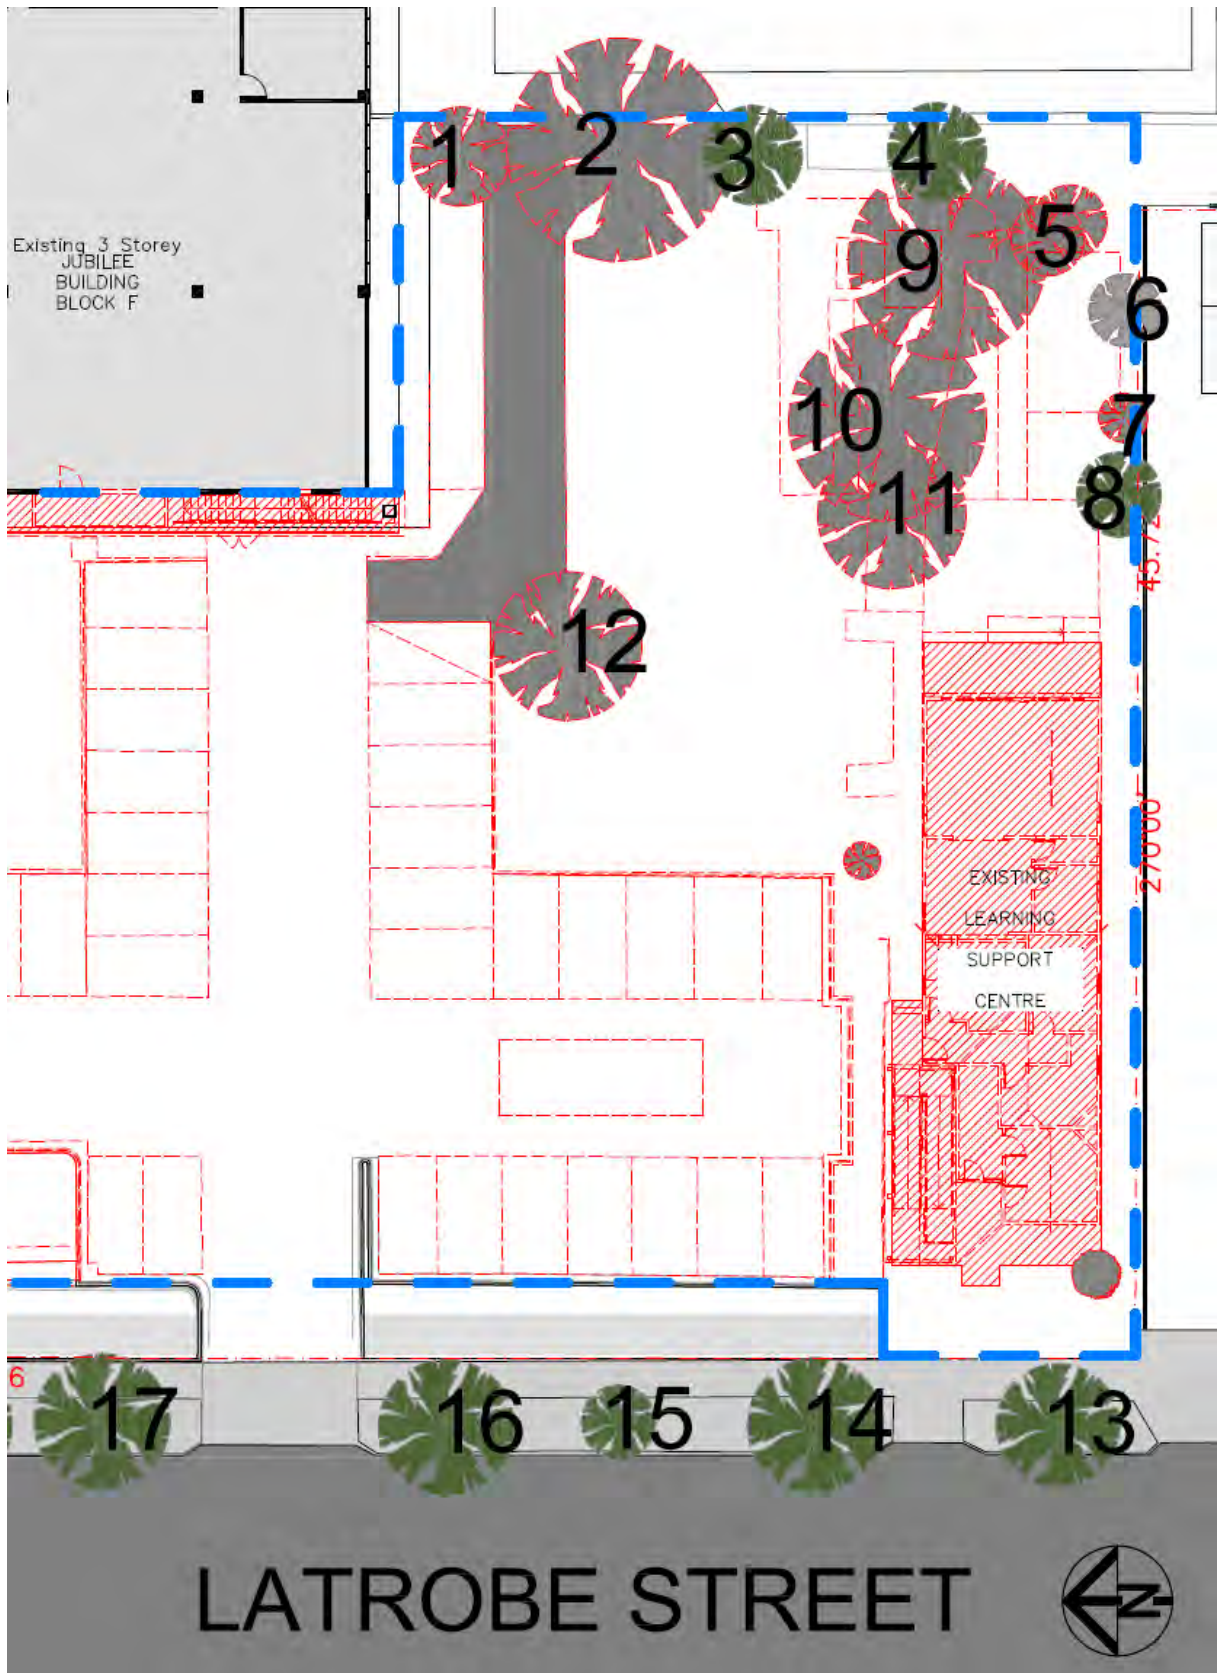 1
2
3
4
5
9
6
Existing 3 Storey
JUBILEE
BUILDING
BLOCK F
10
7
11
8
45.72
12
270°00'
EXISTING
LEARNING
SUPPORT
CENTRE
6
17
16
15
14
13
LATROBE STREET
N